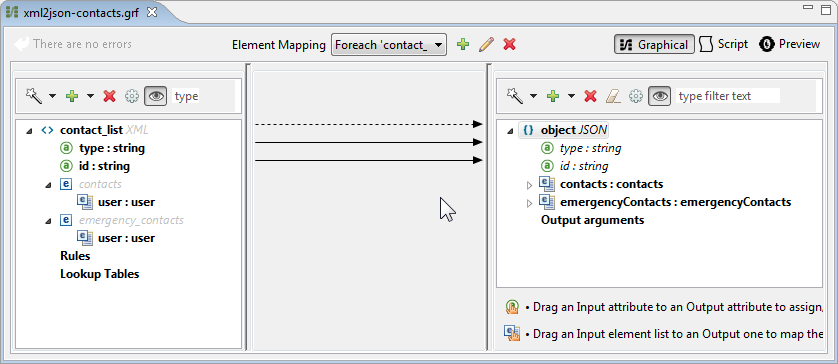 xml2json-contacts.grf
There are no errors
Element Mapping
Foreach 'contact_
Graphical
Script
Preview
type
contact_list XML
type : string
id : string
contacts
user : user
emergency_contacts
user : user
Rules
Lookup Tables
type filter text
object JSON
type : string
id : string
contacts : contacts
emergencyContacts : emergencyContacts
Output arguments
• Drag an Input attribute to an Output attribute to assign,
• Drag an Input element list to an Output one to map the